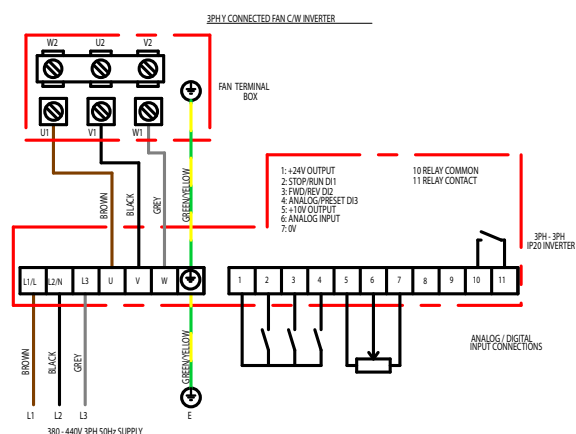 3PH Y CONNECTED FAN C/W INVERTER
W2 U2 V2
FAN TERMINAL
BOX
U1 V1 W1
BROWN
BLACK
GREY
GREEN/YELLOW
1: +24V OUTPUT
2: STOP/RUN DI1
3: FWD/REV DI2
4: ANALOG/PRESET DI3
5: +10V OUTPUT
6: ANALOG INPUT
7: 0V
10 RELAY COMMON
11 RELAY CONTACT
3PH - 3PH
IP20 INVERTER
L1/L L2/N L3 U V W
1 2 3 4 5 6 7 8 9 10 11
ANALOG / DIGITAL
INPUT CONNECTIONS
BROWN
BLACK
GREY
GREEN/YELLOW
L1 L2 L3 E
380 - 440V 3PH 50Hz SUPPLY